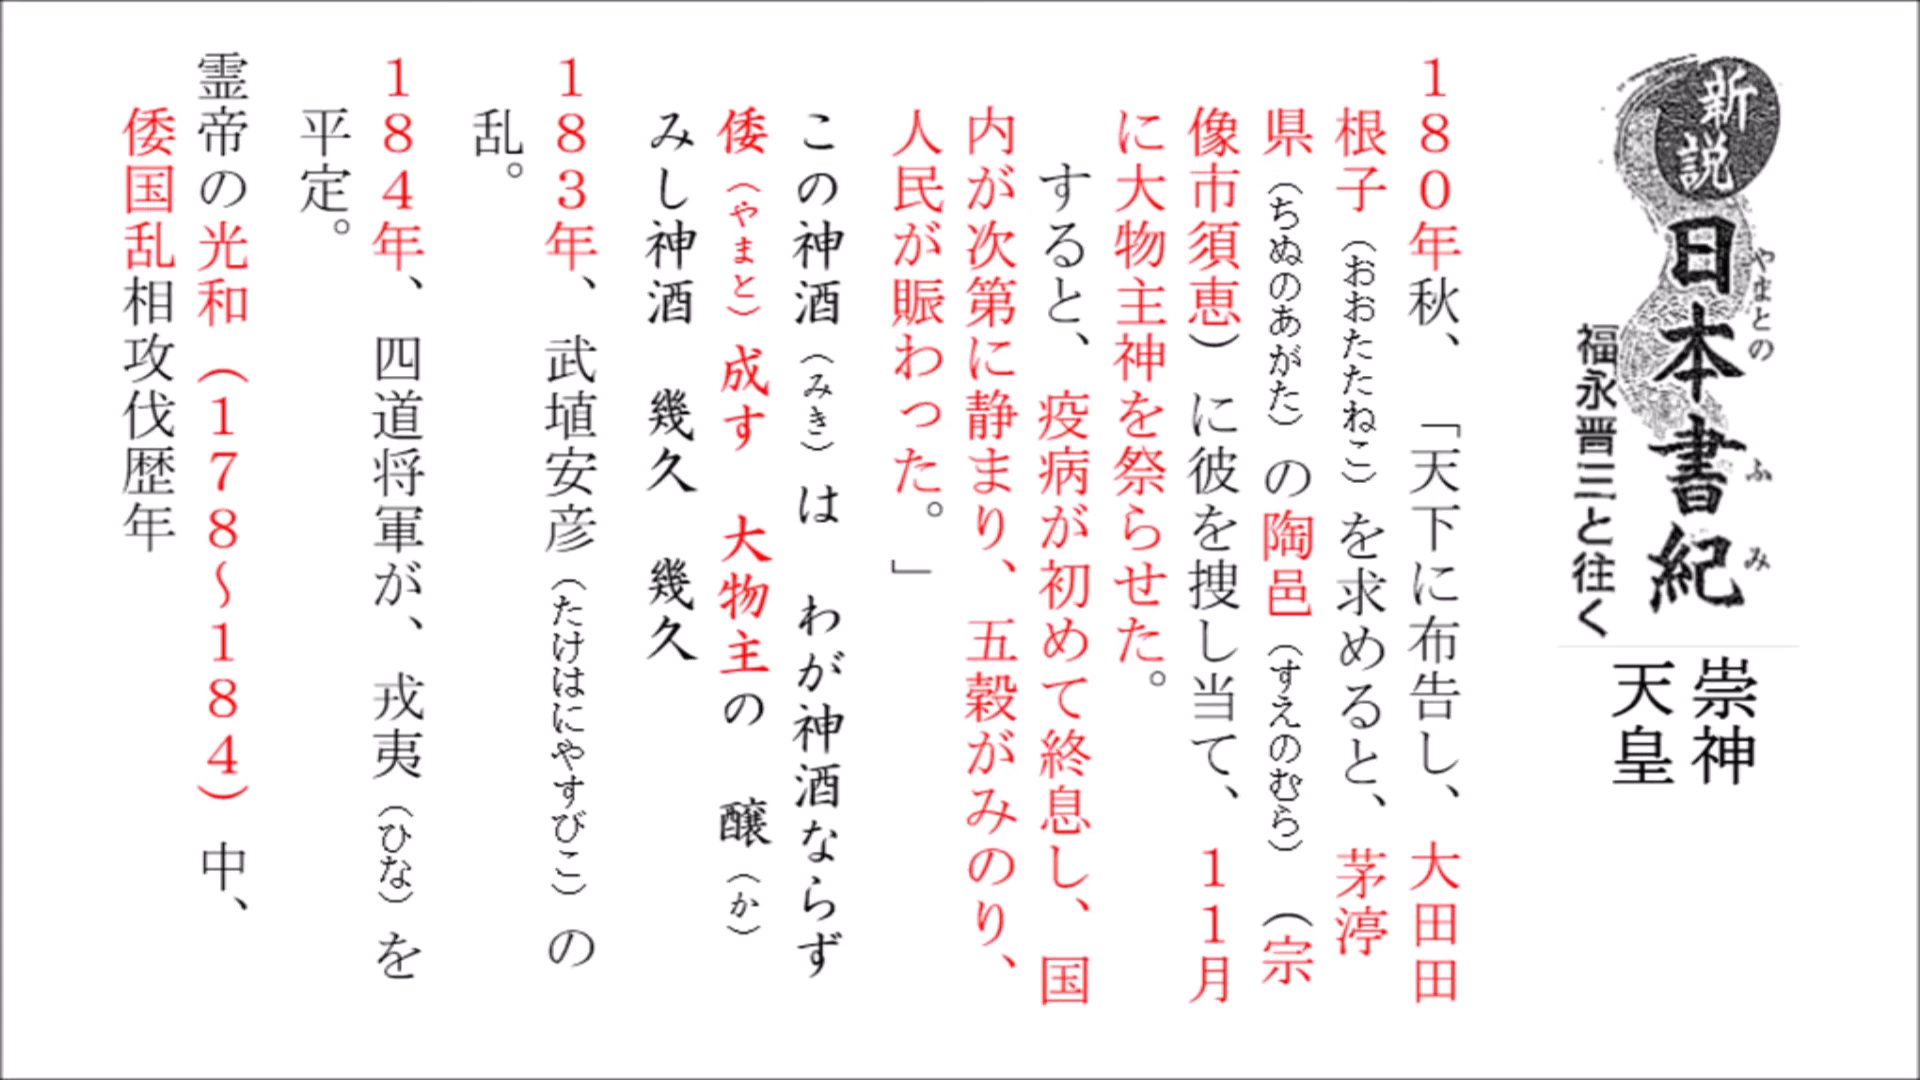 新説
日本書紀
やまとの ふみ
福永晋三と往く
崇神
天皇
180年秋、「天下に布告し、大田田
根子（おおたたねこ）を求めると、茅渟
県（ちぬのあがた）の陶邑（すえのむら）（宗
像市須恵）に彼を捜し当て、11月
に大物主神を祭らせた。
すると、疫病が初めて終息し、国
内が次第に静まり、五穀がみのり、
人民が賑わった。」
この神酒（みき）は　わが神酒ならず
倭（やまと）成す　大物主の　醸（か）
みし神酒　幾久　幾久
183年、武埴安彦（たけはにやすびこ）の
乱。
184年、四道将軍が、戎夷（ひな）を
平定。
霊帝の光和（178～184）中、
倭国乱相攻伐歴年